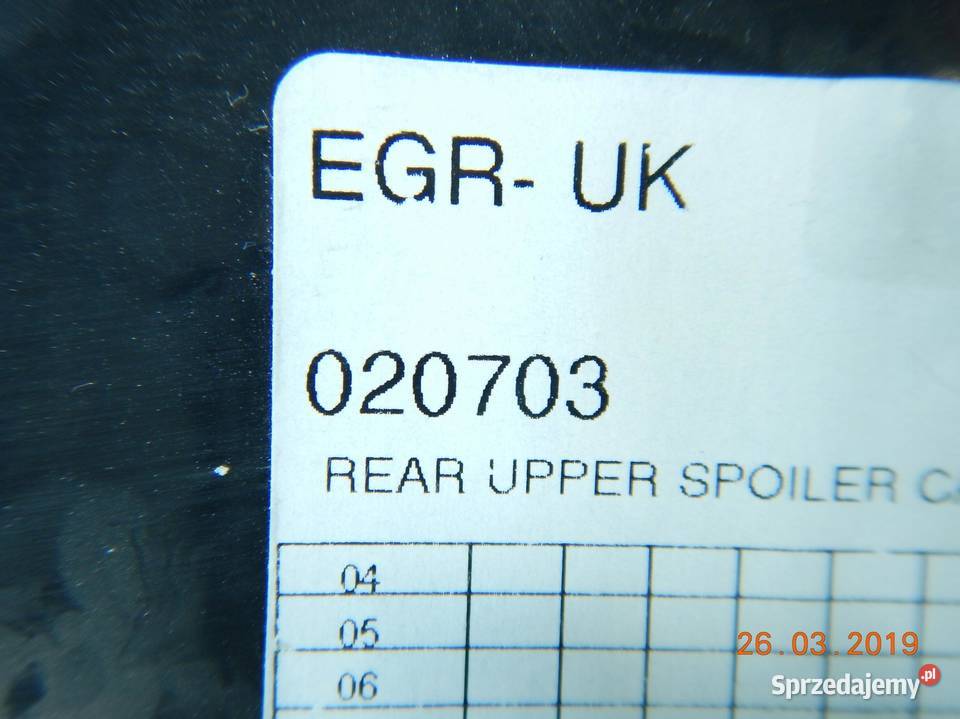 EGR- UK
020703
REAR UPPER SPOILER
04
05
06
26.03.2019
Sprzedajemy.pl